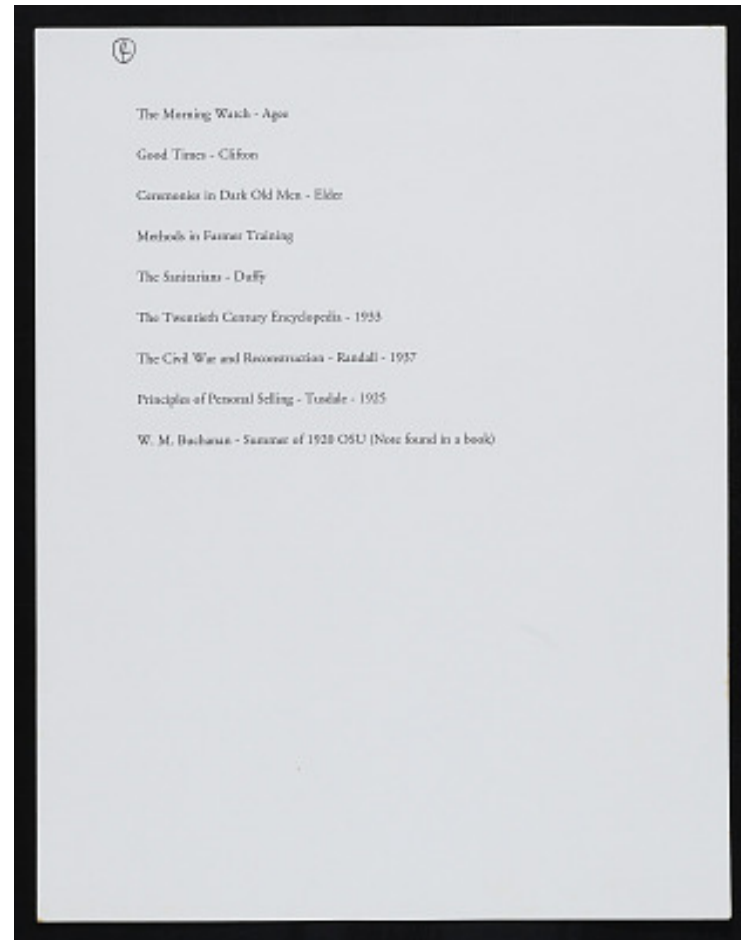 The Morning Watch - Agee
Good Times - Clifton
Ceremonies in Dark Old Men - Elder
Methods in Farmer Training
The Sanitarians - Duffy
The Twentieth Century Encyclopedia - 1933
The Civil War and Reconstruction - Randall - 1937
Principles of Personal Selling - Tosdale - 1925
W. M. Buchanan - Summer of 1920 OSU (Note found in a book)